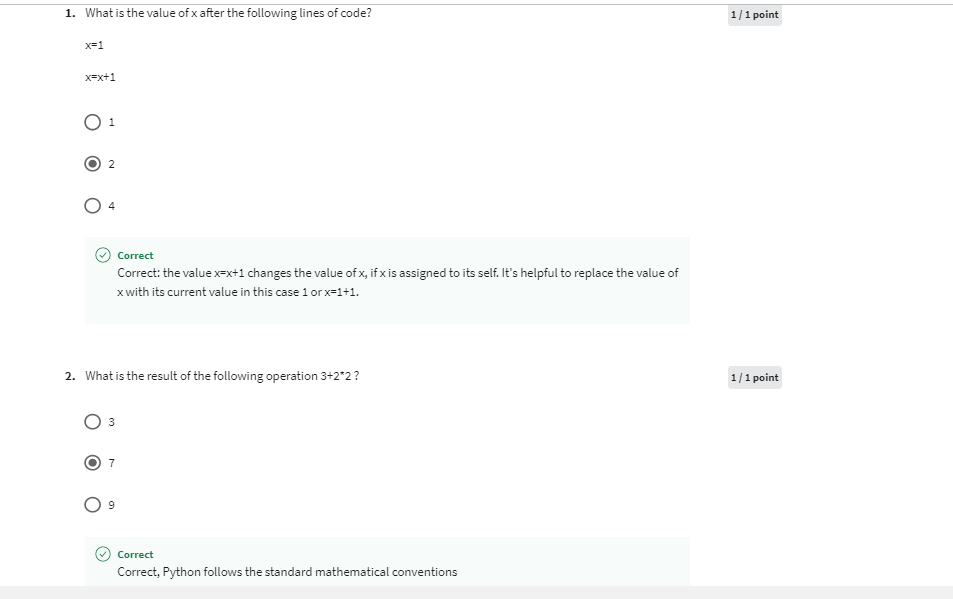 1. What is the value of x after the following lines of code?
1 / 1 point
x=1
x=x+1
1
2
4
Correct
Correct: the value x=x+1 changes the value of x, if x is assigned to its self. It's helpful to replace the value of
x with its current value in this case 1 or x=1+1.
2. What is the result of the following operation 3+2*2 ?
1 / 1 point
3
7
9
Correct
Correct, Python follows the standard mathematical conventions